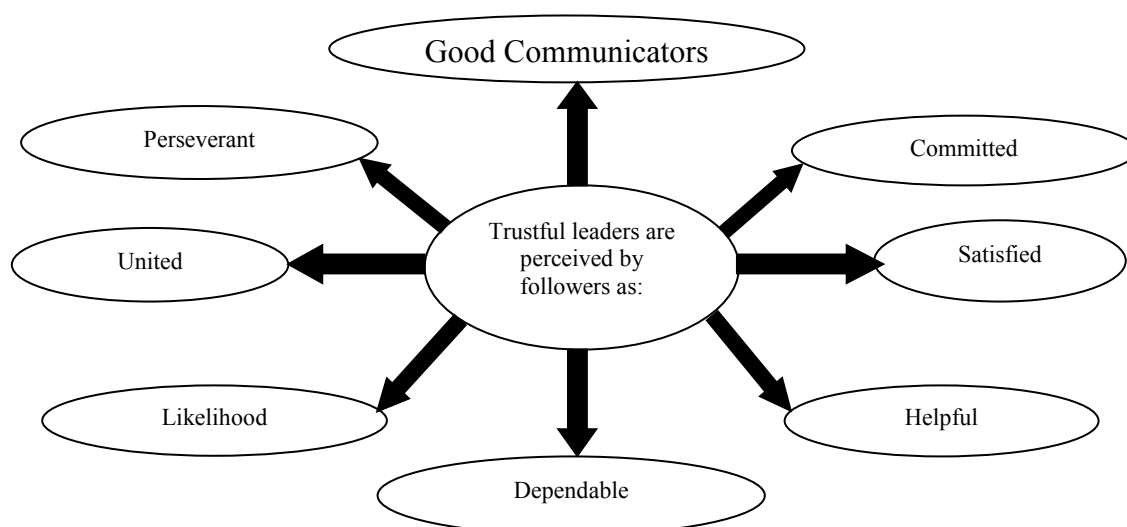 Good Communicators
Perseverant
Committed
Trustful leaders are
perceived by
followers as:
United
Satisfied
Likelihood
Helpful
Dependable